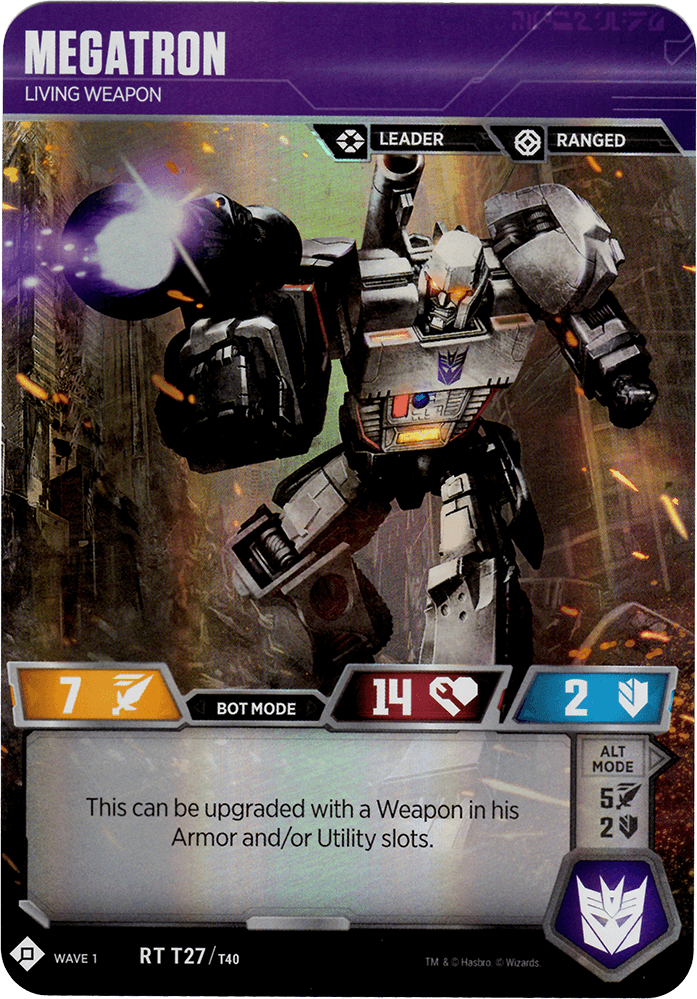 MEGATRON
LIVING WEAPON
LEADER
RANGED
7
BOT MODE
14
2
ALT
MODE
5
2
This can be upgraded with a Weapon in his
Armor and/or Utility slots.
WAVE 1
RT T27/T40
TM & © Hasbro. © Wizards.